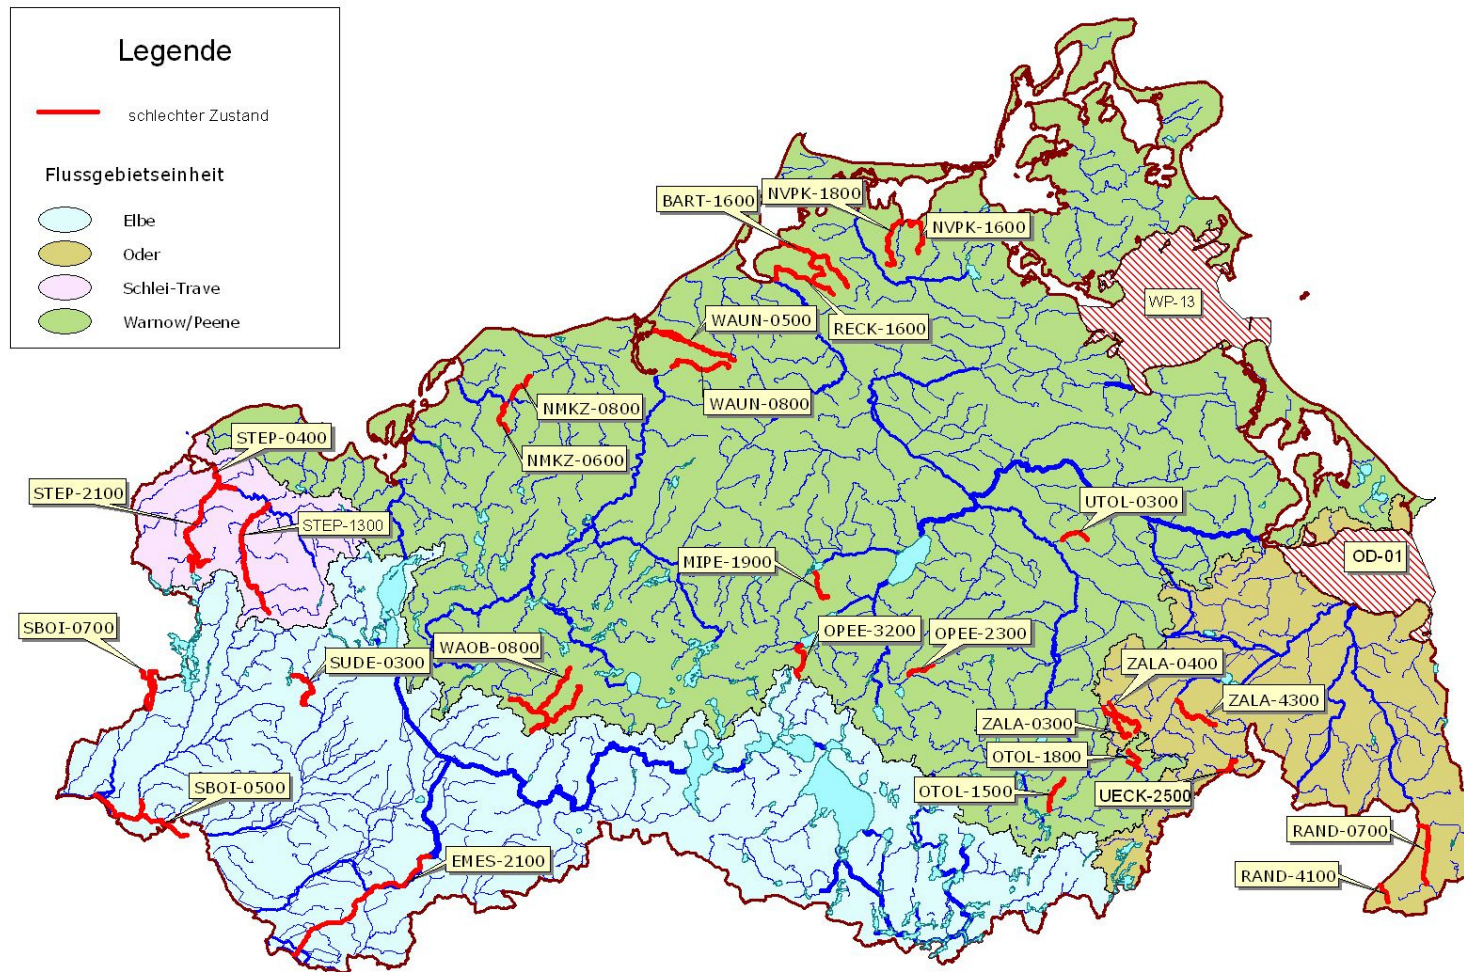 Legende
schlechter Zustand
Flussgebietseinheit
Elbe
Oder
Schlei-Trave
Warnow/Peene
BART-1600
NVPK-1800
NVPK-1600
WP-13
WAUN-0500
RECK-1600
WAUN-0800
NMKZ-0800
NMKZ-0600
STEP-0400
STEP-2100
STEP-1300
UTOL-0300
OD-01
MIPE-1900
SBOI-0700
SUDE-0300
WAOB-0800
OPEE-3200
OPEE-2300
ZALA-0400
ZALA-4300
ZALA-0300
OTOL-1800
OTOL-1500
UECK-2500
SBOI-0500
EMES-2100
RAND-0700
RAND-4100